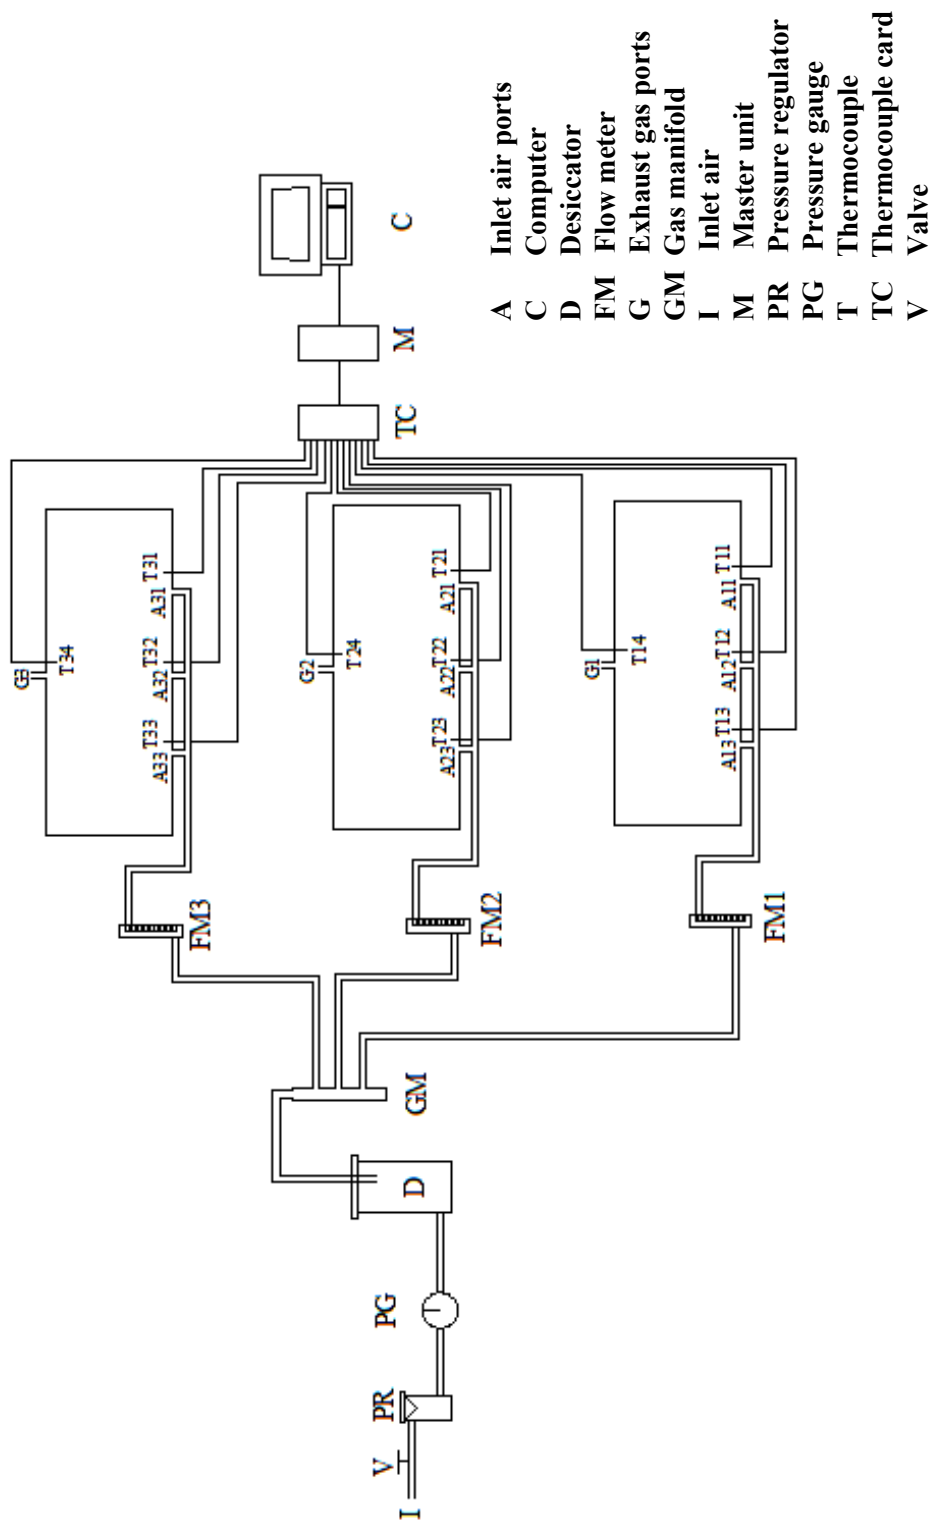 G3
T34
A33
T33
A32
T32
A31
T31
FM3
G2
T24
A23
T23
A22
T22
A21
T21
FM2
G1
T14
A13
T13
A12
T12
A11
T11
FM1
I
V
PR
PG
D
GM
TC
M
C
A Inlet air ports
C Computer
D Desiccator
FM Flow meter
G Exhaust gas ports
GM Gas manifold
I Inlet air
M Master unit
PR Pressure regulator
PG Pressure gauge
T Thermocouple
TC Thermocouple card
V Valve